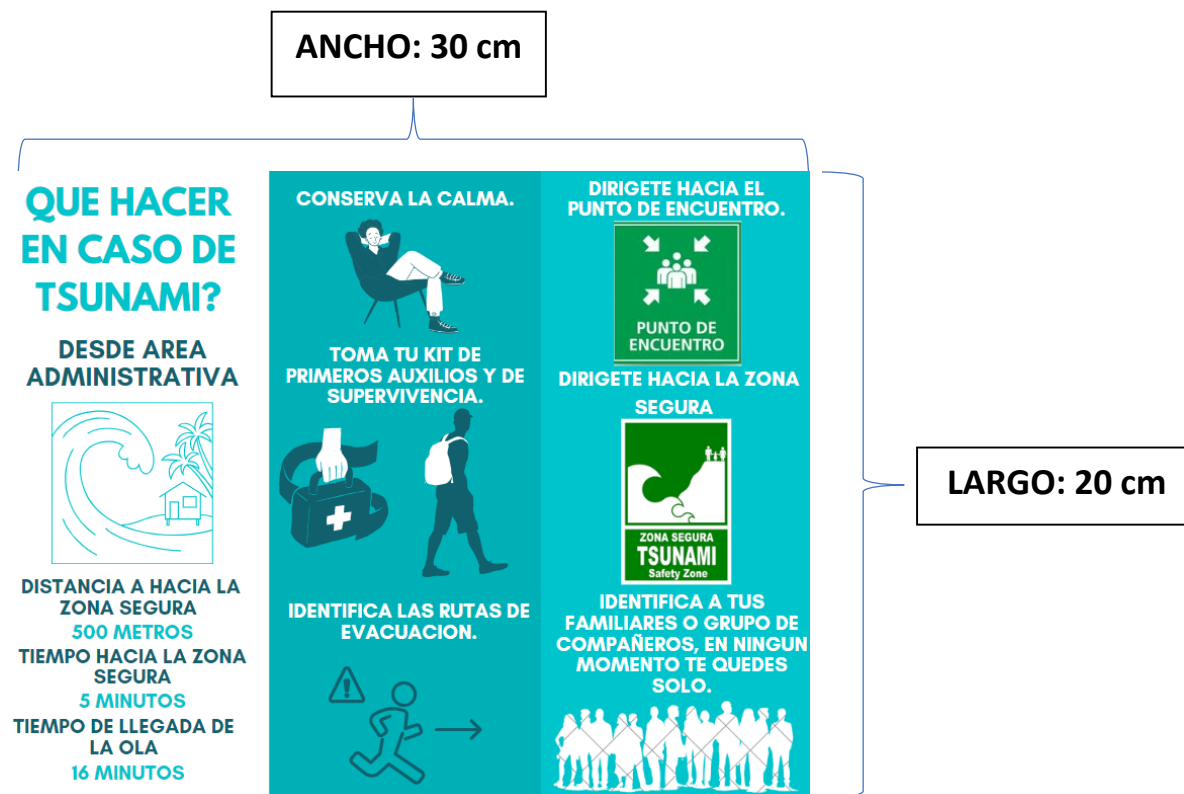 ANCHO: 30 cm
QUE HACER
EN CASO DE
TSUNAMI?
DESDE AREA
ADMINISTRATIVA
DISTANCIA A HACIA LA
ZONA SEGURA
500 METROS
TIEMPO HACIA LA ZONA
SEGURA
5 MINUTOS
TIEMPO DE LLEGADA DE
LA OLA
16 MINUTOS
CONSERVA LA CALMA.
TOMA TU KIT DE
PRIMEROS AUXILIOS Y DE
SUPERVIVENCIA.
IDENTIFICA LAS RUTAS DE
EVACUACION.
DIRIGETE HACIA EL
PUNTO DE ENCUENTRO.
PUNTO DE
ENCUENTRO
DIRIGETE HACIA LA ZONA
SEGURA
ZONA SEGURA
TSUNAMI
Safety Zone
IDENTIFICA A TUS
FAMILIARES O GRUPO DE
COMPAÑEROS, EN NINGUN
MOMENTO TE QUEDES
SOLO.
LARGO: 20 cm